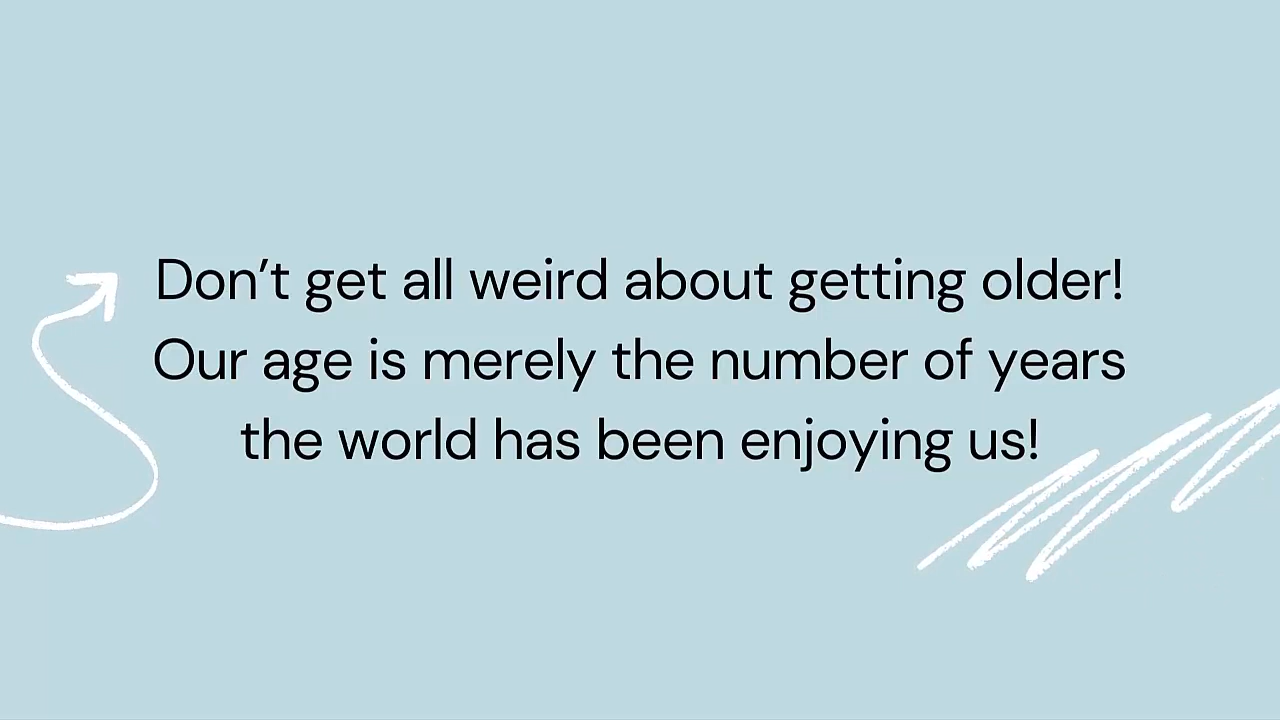 Don’t get all weird about getting older!
Our age is merely the number of years
the world has been enjoying us!